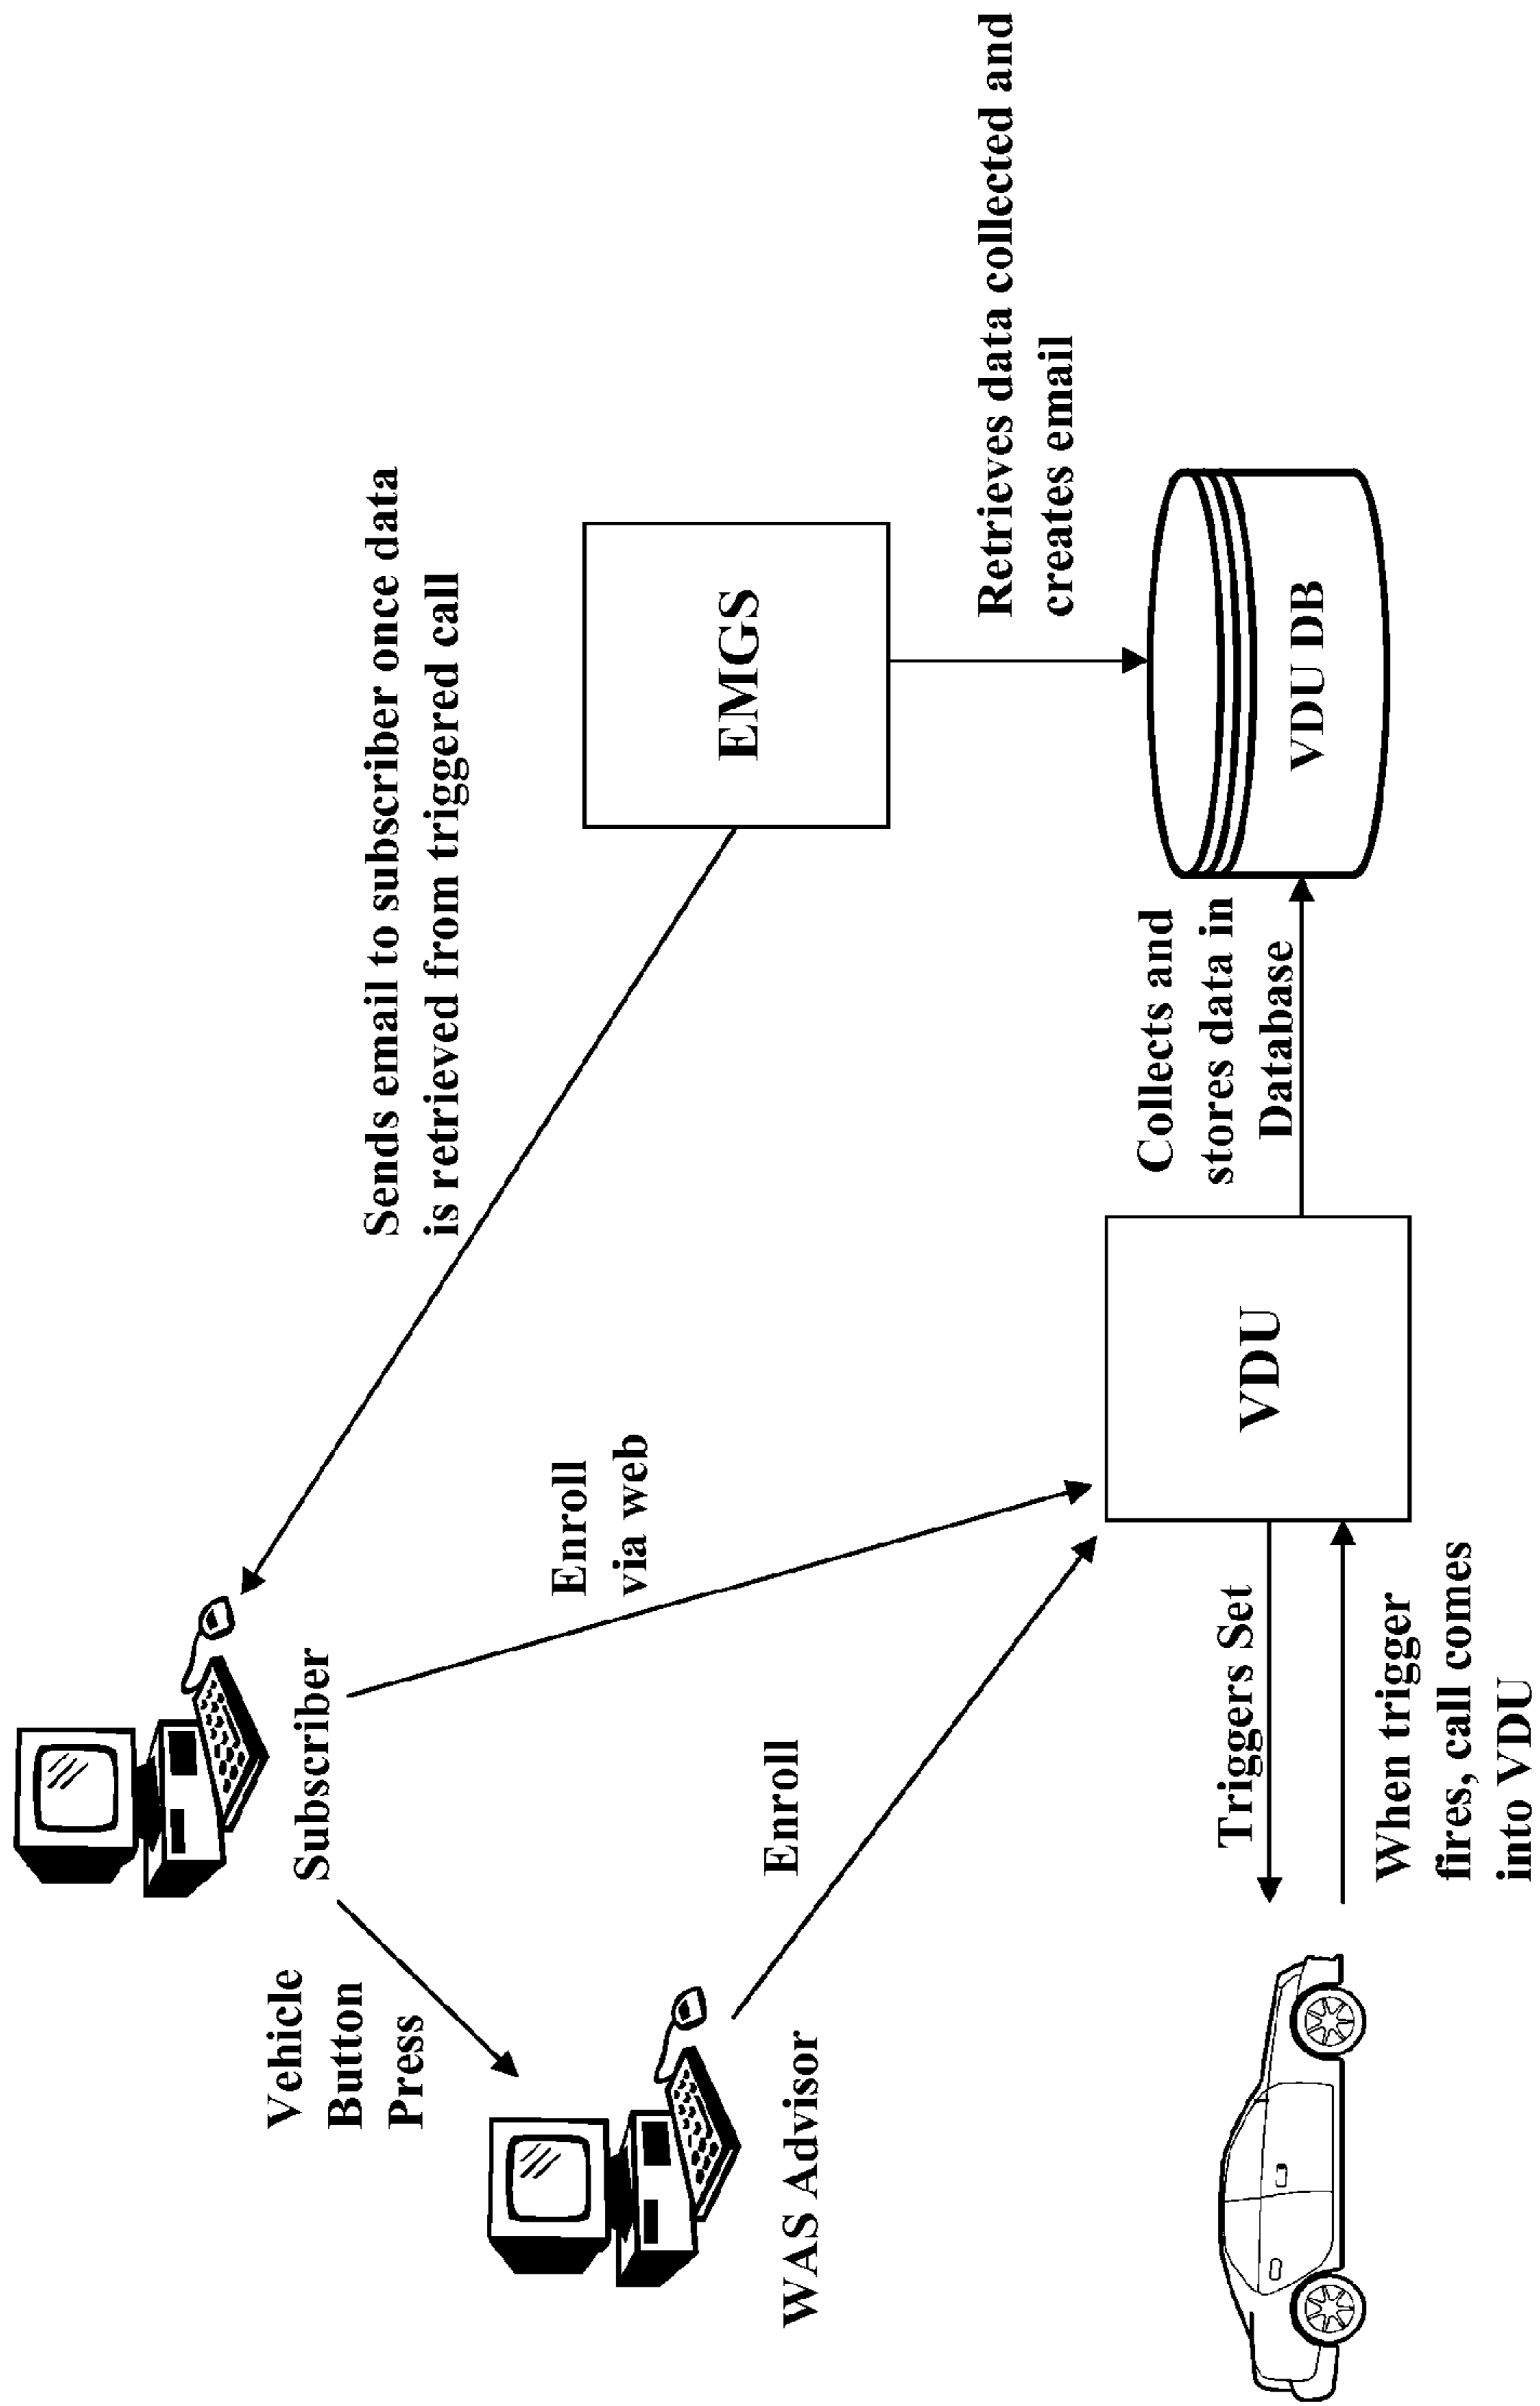 Subscriber
Sends email to subscriber once data
is retrieved from triggered call
Vehicle
Button
Press
Enroll
via web
EMGS
WAS Advisor
Enroll
Retrieves data collected and
creates email
Triggers Set
VDU
Collects and
stores data in
Database
VDU DB
When trigger
fires, call comes
into VDU